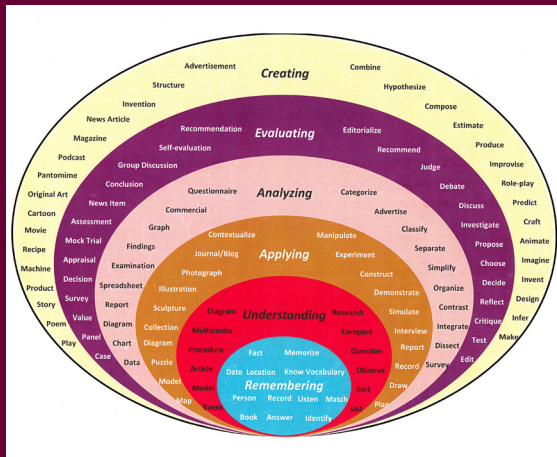 Creating
Advertisement
Structure
Invention
News Article
Magazine
Podcast
Pantomime
Original Art
Cartoon
Movie
Recipe
Machine
Product
Story
Poem
Play
Combine
Hypothesize
Compose
Estimate
Produce
Improvise
Role-play
Predict
Craft
Animate
Imagine
Invent
Design
Infer
Make
Evaluating
Recommendation
Self-evaluation
Group Discussion
Conclusion
News Item
Assessment
Mock Trial
Appraisal
Decision
Survey
Value
Panel
Case
Editorialize
Recommend
Judge
Debate
Discuss
Investigate
Propose
Choose
Decide
Reflect
Critique
Test
Edit
Analyzing
Questionnaire
Commercial
Graph
Findings
Examination
Spreadsheet
Report
Diagram
Chart
Data
Categorize
Advertise
Classify
Separate
Simplify
Organize
Contrast
Integrate
Dissect
Survey
Applying
Contextualize
Journal/Blog
Photograph
Illustration
Sculpture
Collection
Diagram
Puzzle
Model
Map
Manipulate
Experiment
Construct
Demonstrate
Simulate
Interview
Report
Record
Draw
Plan
Understanding
Diagram
Multimedia
Procedure
Article
Model
Event
Research
Compare
Question
Observe
Sort
List
Fact Memorize
Date Location Know Vocabulary
Remembering
Person Record Listen Match
Book Answer Identify